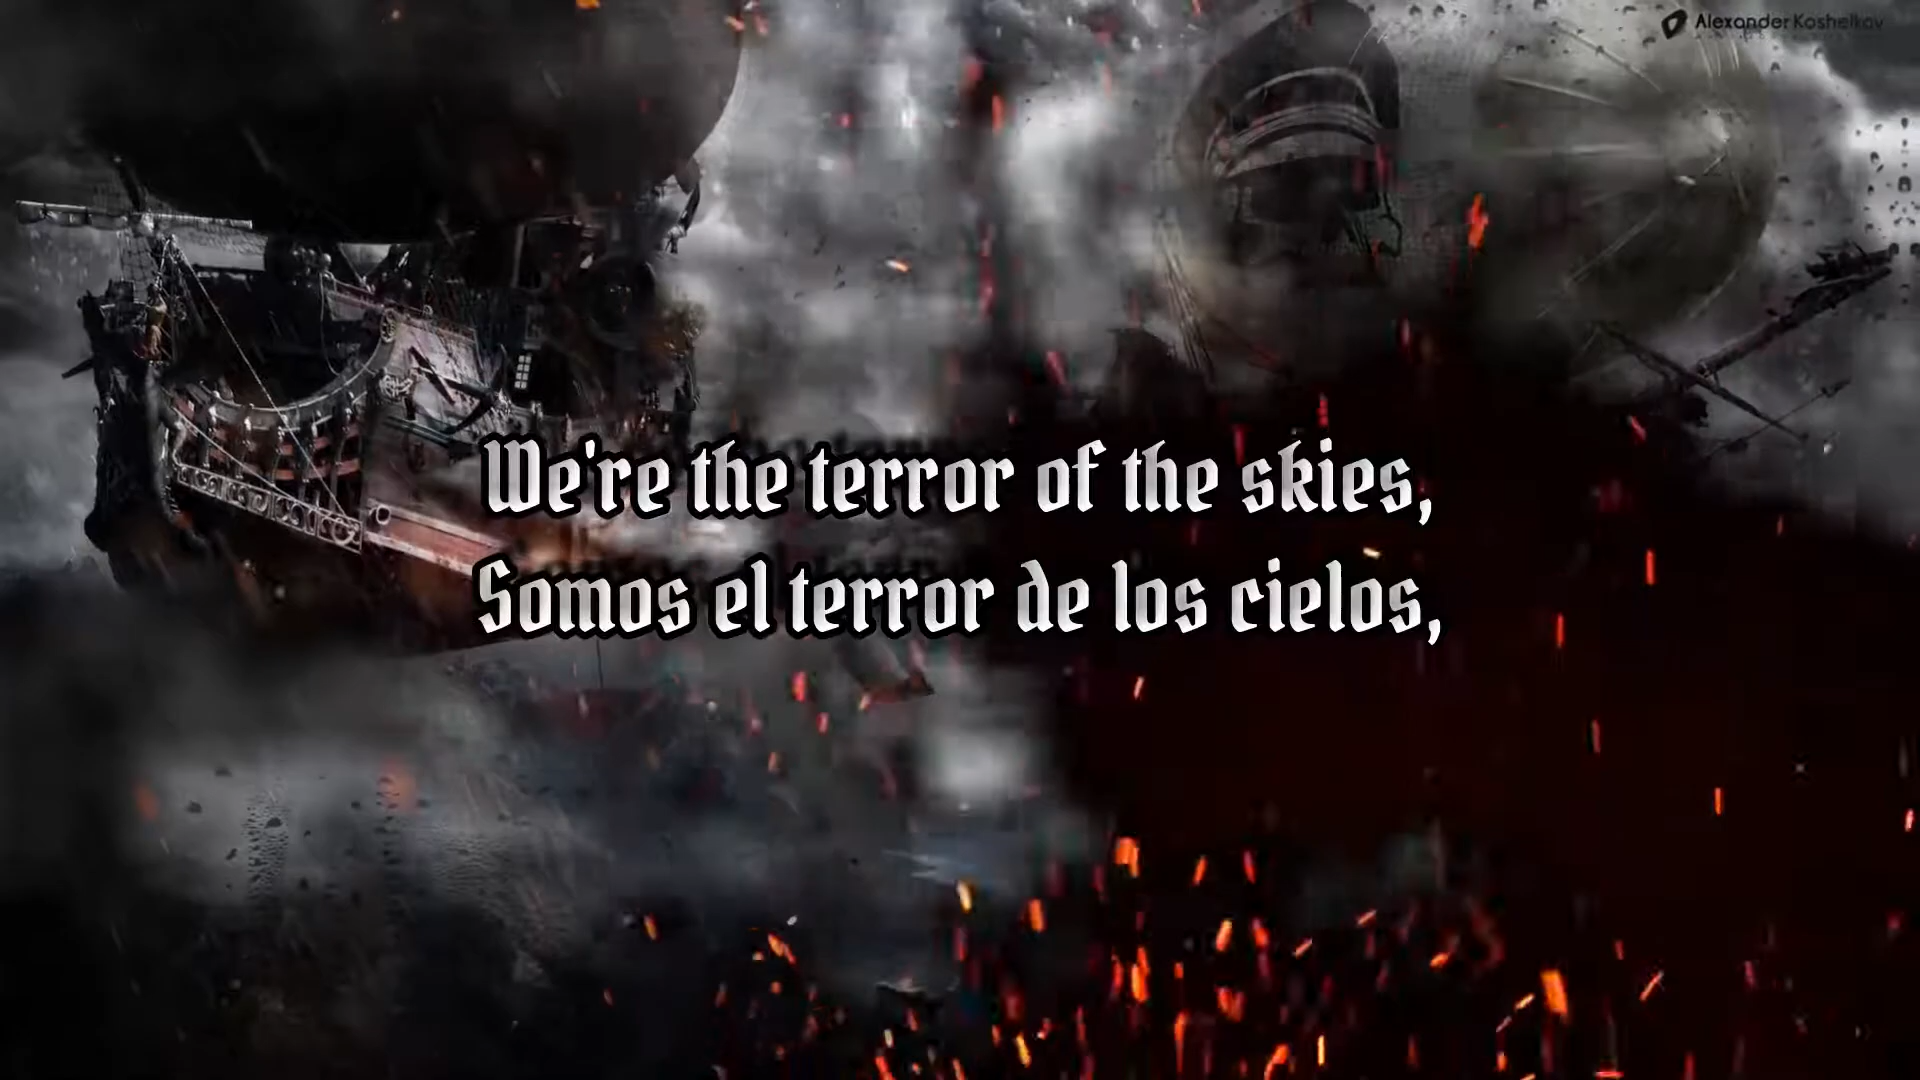 Alexander Koshelkov
We're the terror of the skies,
Somos el terror de los cielos,